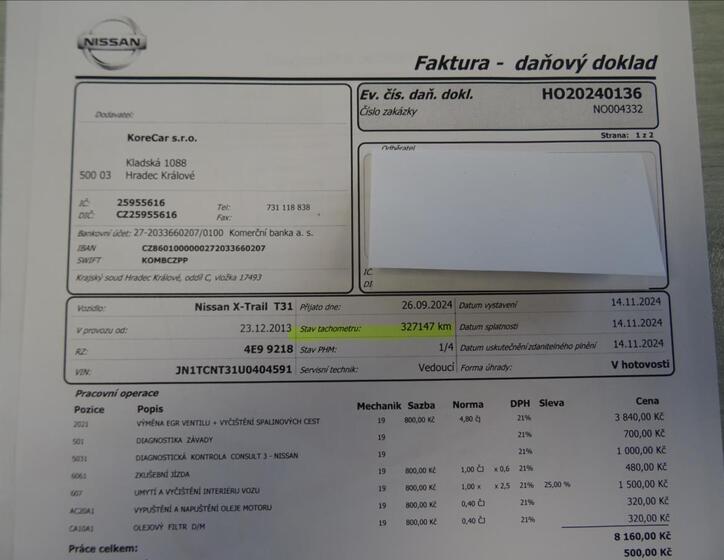 NISSAN
Faktura - daňový doklad
Dodavatel:
KoreCar s.r.o.
Kladská 1088
500 03 Hradec Králové
IČ: 25955616
DIČ: CZ25955616
Tel: 731 118 838
Fax:
Bankovní účet: 27-2033660207/0100 Komerční banka a. s.
IBAN CZ8601000000272033660207
SWIFT KOMBCZPP
Krajský soud Hradec Králové, oddíl C, vložka 17493
Ev. čís. daň. dokl. HO20240136
Číslo zakázky NO004332
Strana: 1 z 2
Odběratel
IČ
DI
Vozidlo: Nissan X-Trail T31 Přijato dne: 26.09.2024 Datum vystavení 14.11.2024
V provozu od: 23.12.2013 Stav tachometru: 327147 km Datum splatnosti 14.11.2024
RZ: 4E9 9218 Stav PHM: 1/4 Datum uskutečnění zdanitelného plnění 14.11.2024
VIN: JN1TCNT31U0404591 Servisní technik: Vedoucí Forma úhrady: V hotovosti
Pracovní operace
Pozice Popis Mechanik Sazba Norma DPH Sleva Cena
2021 VÝMĚNA EGR VENTILU + VYČIŠTĚNÍ SPALINOVÝCH CEST 19 800,00 Kč 4,80 čj 21% 3 840,00 Kč
501 DIAGNOSTIKA ZÁVADY 19 21% 700,00 Kč
5031 DIAGNOSTICKÁ KONTROLA CONSULT 3 - NISSAN 19 21% 1 000,00 Kč
6061 ZKUŠEBNÍ JÍZDA 19 800,00 Kč 1,00 ČJ x 0,6 21% 480,00 Kč
607 UMYTÍ A VYČIŠTĚNÍ INTERIÉRU VOZU 19 800,00 Kč 1,00 x x 2,5 21% 25,00 % 1 500,00 Kč
AC20A1 VYPUŠTĚNÍ A NAPUŠTĚNÍ OLEJE MOTORU 19 800,00 Kč 0,40 ČJ 21% 320,00 Kč
CA10A1 OLEJOVÝ FILTR D/M 19 800,00 Kč 0,40 ČJ 21% 320,00 Kč
Práce celkem: 8 160,00 Kč
500,00 Kč